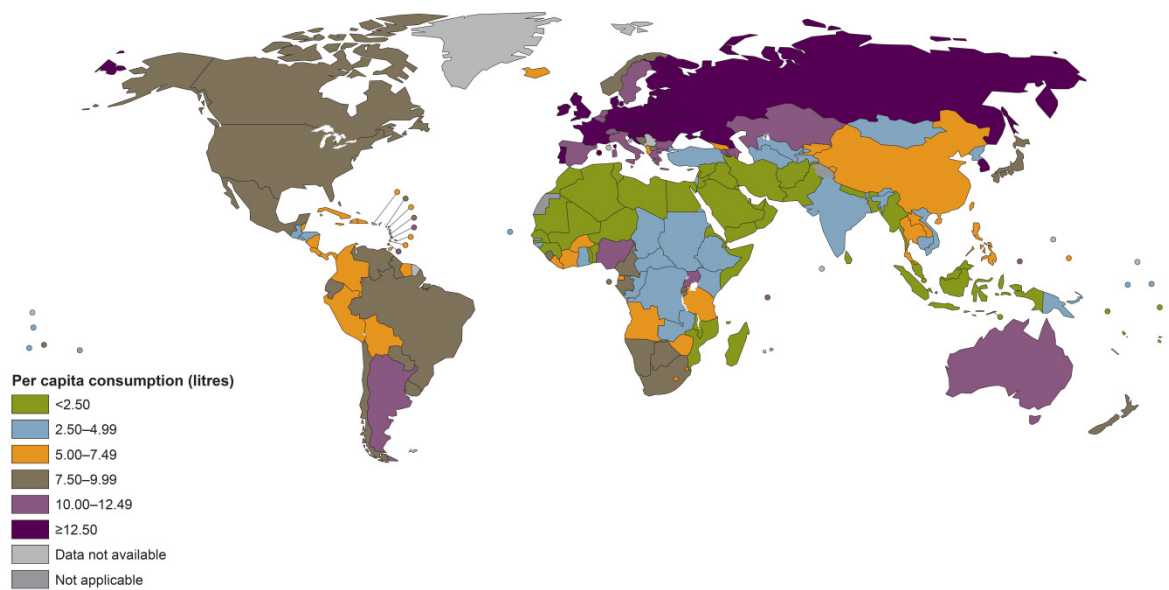 Per capita consumption (litres)
<2.50
2.50–4.99
5.00–7.49
7.50–9.99
10.00–12.49
≥12.50
Data not available
Not applicable